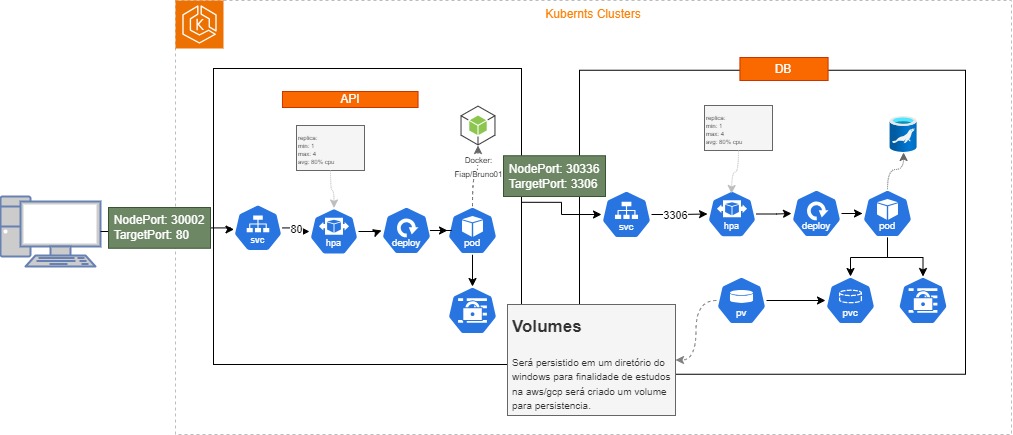 Kubernts Clusters
K
API
replica:
min: 1
max: 4
avg: 80% cpu
Docker:
Fiap/Bruno01
NodePort: 30002
TargetPort: 80
svc
80
hpa
deploy
pod
DB
replica:
min: 1
max: 4
avg: 80% cpu
NodePort: 30336
TargetPort: 3306
svc
3306
hpa
deploy
pod
pv
pvc
Volumes
Será persistido em um diretório do
windows para finalidade de estudos
na aws/gcp será criado um volume
para persistencia.